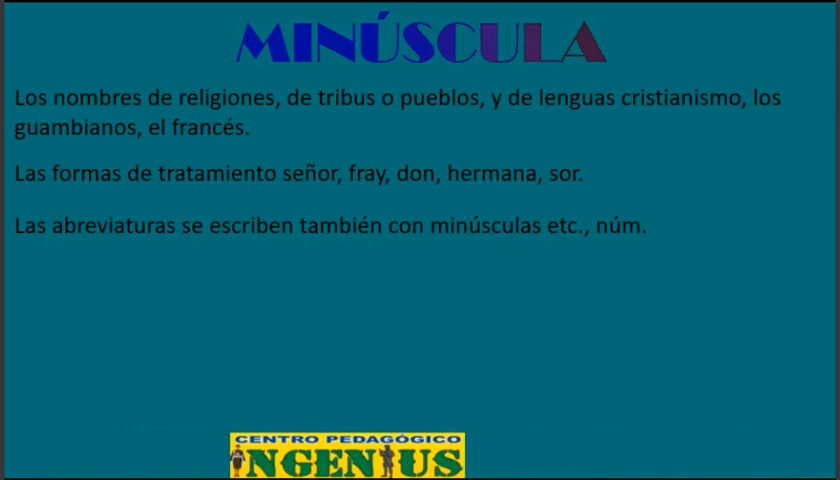 MINÚSCULA
Los nombres de religiones, de tribus o pueblos, y de lenguas cristianismo, los
guambianos, el francés.
Las formas de tratamiento señor, fray, don, hermana, sor.
Las abreviaturas se escriben también con minúsculas etc., núm.
CENTRO PEDAGÓGICO
INGENIUS